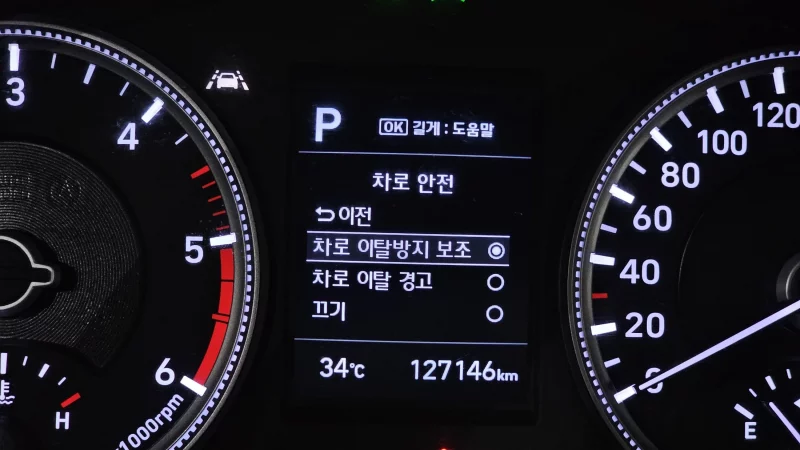 3
4
5
6
x1000rpm
H
P
OK 길게 : 도움말
차로 안전
이전
차로 이탈방지 보조
차로 이탈 경고
끄기
34℃ 127146km
120
100
80
60
40
20
0
E